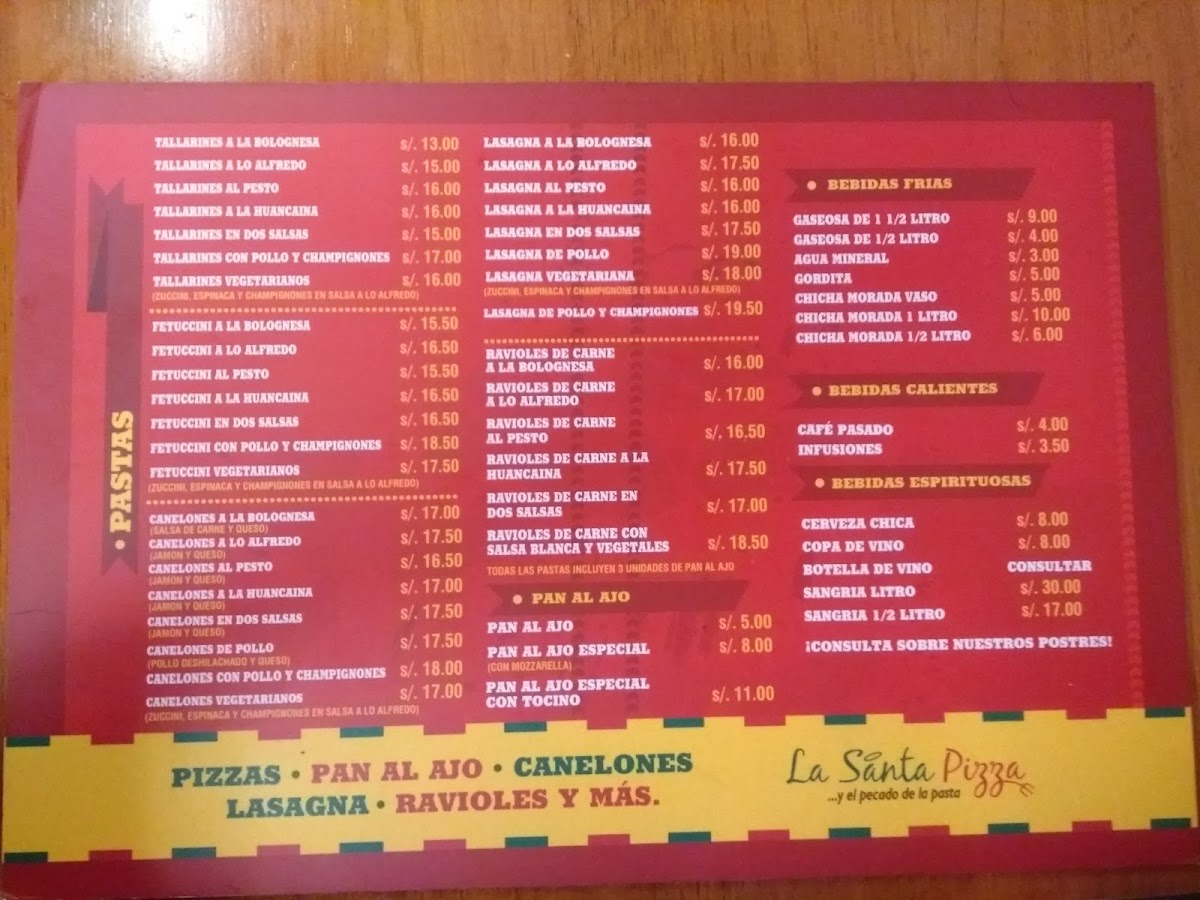 • PASTAS
TALLARINES A LA BOLOGNESA S/. 13.00
TALLARINES A LO ALFREDO S/. 15.00
TALLARINES AL PESTO S/. 16.00
TALLARINES A LA HUANCAINA S/. 16.00
TALLARINES EN DOS SALSAS S/. 15.00
TALLARINES CON POLLO Y CHAMPIGNONES S/. 17.00
TALLARINES VEGETARIANOS S/. 16.00
(ZUCCINI, ESPINACA Y CHAMPIGNONES EN SALSA A LO ALFREDO)
FETUCCINI A LA BOLOGNESA S/. 15.50
FETUCCINI A LO ALFREDO S/. 16.50
FETUCCINI AL PESTO S/. 15.50
FETUCCINI A LA HUANCAINA S/. 16.50
FETUCCINI EN DOS SALSAS S/. 16.50
FETUCCINI CON POLLO Y CHAMPIGNONES S/. 18.50
FETUCCINI VEGETARIANOS S/. 17.50
(ZUCCINI, ESPINACA Y CHAMPIGNONES EN SALSA A LO ALFREDO)
CANELONES A LA BOLOGNESA S/. 17.00
(SALSA DE CARNE Y QUESO)
CANELONES A LO ALFREDO S/. 17.50
(JAMON Y QUESO)
CANELONES AL PESTO S/. 16.50
(JAMON Y QUESO)
CANELONES A LA HUANCAINA S/. 17.00
(JAMON Y QUESO)
CANELONES EN DOS SALSAS S/. 17.50
(JAMON Y QUESO)
CANELONES DE POLLO S/. 17.50
(POLLO DESHILACHADO Y QUESO)
CANELONES CON POLLO Y CHAMPIGNONES S/. 18.00
CANELONES VEGETARIANOS S/. 17.00
(ZUCCINI, ESPINACA Y CHAMPIGNONES EN SALSA A LO ALFREDO)
LASAGNA A LA BOLOGNESA S/. 16.00
LASAGNA A LO ALFREDO S/. 17.50
LASAGNA AL PESTO S/. 16.00
LASAGNA A LA HUANCAINA S/. 16.00
LASAGNA EN DOS SALSAS S/. 17.50
LASAGNA DE POLLO S/. 19.00
LASAGNA VEGETARIANA S/. 18.00
(ZUCCINI, ESPINACA Y CHAMPIGNONES EN SALSA A LO ALFREDO)
LASAGNA DE POLLO Y CHAMPIGNONES S/. 19.50
RAVIOLES DE CARNE
A LA BOLOGNESA S/. 16.00
RAVIOLES DE CARNE
A LO ALFREDO S/. 17.00
RAVIOLES DE CARNE
AL PESTO S/. 16.50
RAVIOLES DE CARNE A LA
HUANCAINA S/. 17.50
RAVIOLES DE CARNE EN
DOS SALSAS S/. 17.00
RAVIOLES DE CARNE CON
SALSA BLANCA Y VEGETALES S/. 18.50
TODAS LAS PASTAS INCLUYEN 3 UNIDADES DE PAN AL AJO
• PAN AL AJO
PAN AL AJO S/. 5.00
PAN AL AJO ESPECIAL S/. 8.00
(CON MOZZARELLA)
PAN AL AJO ESPECIAL
CON TOCINO S/. 11.00
• BEBIDAS FRIAS
GASEOSA DE 1 1/2 LITRO S/. 9.00
GASEOSA DE 1/2 LITRO S/. 4.00
AGUA MINERAL S/. 3.00
GORDITA S/. 5.00
CHICHA MORADA VASO S/. 5.00
CHICHA MORADA 1 LITRO S/. 10.00
CHICHA MORADA 1/2 LITRO S/. 6.00
• BEBIDAS CALIENTES
CAFÉ PASADO S/. 4.00
INFUSIONES S/. 3.50
• BEBIDAS ESPIRITUOSAS
CERVEZA CHICA S/. 8.00
COPA DE VINO S/. 8.00
BOTELLA DE VINO CONSULTAR
SANGRIA LITRO S/. 30.00
SANGRIA 1/2 LITRO S/. 17.00
¡CONSULTA SOBRE NUESTROS POSTRES!
PIZZAS • PAN AL AJO • CANELONES
LASAGNA • RAVIOLES Y MÁS.
La Santa Pizza
...y el pecado de la pasta